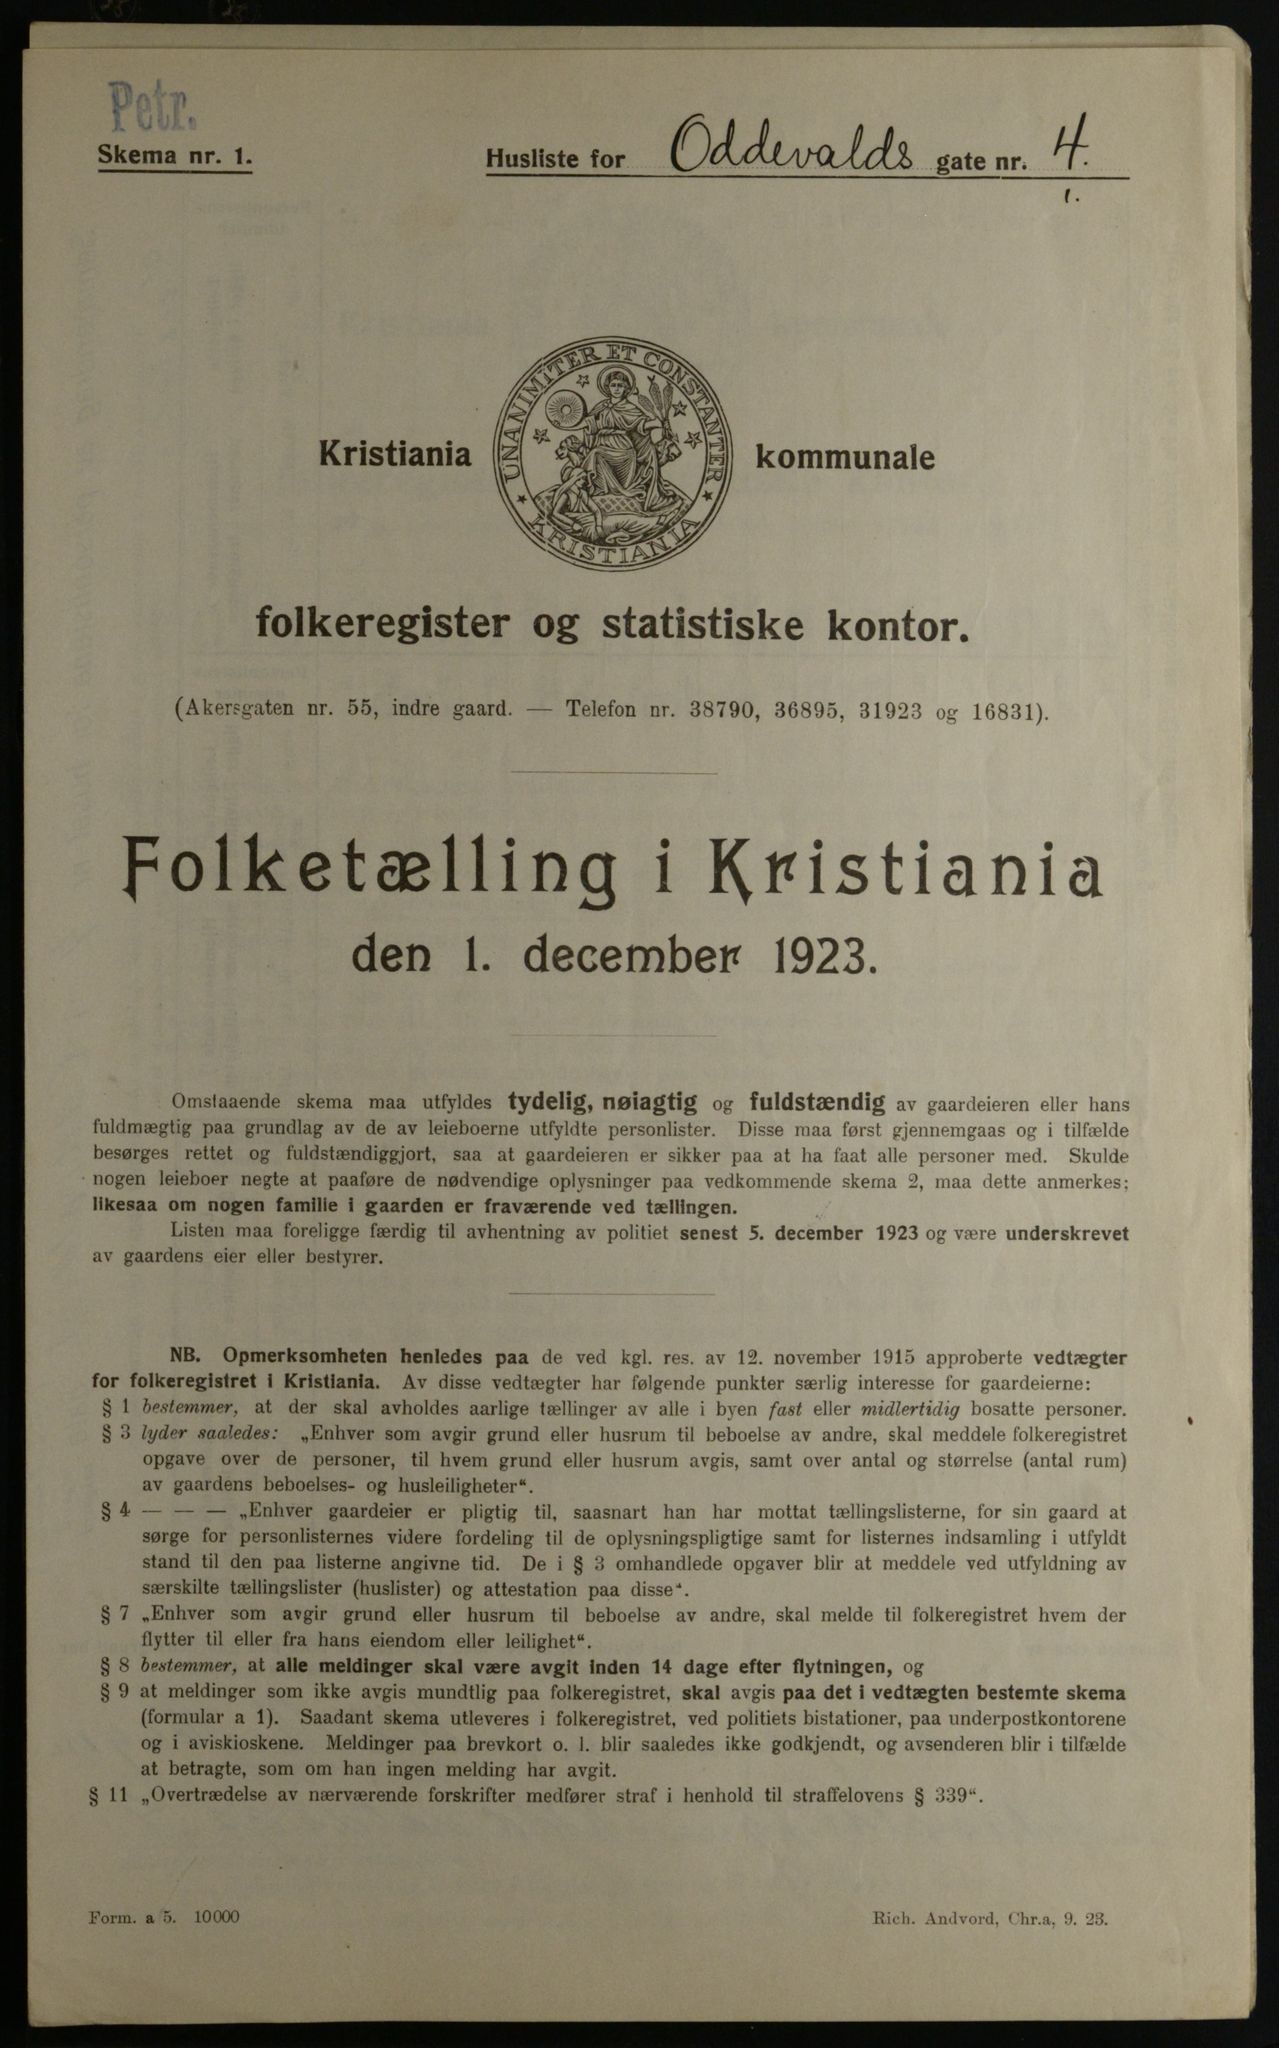 Petr.
Skema nr. 1.
Husliste for Oddevalds gate nr. 4.
1.
UNANIMITER ET CONSTANTER
KRISTIANIA
Kristiania kommunale
folkeregister og statistiske kontor.
(Akersgaten nr. 55, indre gaard. — Telefon nr. 38790, 36895, 31923 og 16831).
Folketælling i Kristiania
den 1. december 1923.
Omstaaende skema maa utfyldes tydelig, nøiagtig og fuldstændig av gaardeieren eller hans
fuldmægtig paa grundlag av de av leieboerne utfyldte personlister. Disse maa først gjennemgaas og i tilfælde
besørges rettet og fuldstændiggjort, saa at gaardeieren er sikker paa at ha faat alle personer med. Skulde
nogen leieboer negte at paaføre de nødvendige oplysninger paa vedkommende skema 2, maa dette anmerkes;
likesaa om nogen familie i gaarden er fraværende ved tællingen.
Listen maa foreligge færdig til avhentning av politiet senest 5. december 1923 og være underskrevet
av gaardens eier eller bestyrer.
NB. Opmerksomheten henledes paa de ved kgl. res. av 12. november 1915 approberte vedtægter
for folkeregistret i Kristiania. Av disse vedtægter har følgende punkter særlig interesse for gaardeierne:
§ 1 bestemmer, at der skal avholdes aarlige tællinger av alle i byen fast eller midlertidig bosatte personer.
§ 3 lyder saaledes: „Enhver som avgir grund eller husrum til beboelse av andre, skal meddele folkeregistret
opgave over de personer, til hvem grund eller husrum avgis, samt over antal og størrelse (antal rum)
av gaardens beboelses- og husleiligheter“.
§ 4 — — — „Enhver gaardeier er pligtig til, saasnart han har mottat tællingslisterne, for sin gaard at
sørge for personlisternes videre fordeling til de oplysningspligtige samt for listernes indsamling i utfyldt
stand til den paa listerne angivne tid. De i § 3 omhandlede opgaver blir at meddele ved utfyldning av
særskilte tællingslister (huslister) og attestation paa disse“.
§ 7 „Enhver som avgir grund eller husrum til beboelse av andre, skal melde til folkeregistret hvem der
flytter til eller fra hans eiendom eller leilighet“.
§ 8 bestemmer, at alle meldinger skal være avgit inden 14 dage efter flytningen, og
§ 9 at meldinger som ikke avgis mundtlig paa folkeregistret, skal avgis paa det i vedtægten bestemte skema
(formular a 1). Saadant skema utleveres i folkeregistret, ved politiets bistationer, paa underpostkontorene
og i aviskioskene. Meldinger paa brevkort o. l. blir saaledes ikke godkjendt, og avsenderen blir i tilfælde
at betragte, som om han ingen melding har avgit.
§ 11 „Overtrædelse av nærværende forskrifter medfører straf i henhold til straffelovens § 339“.
Form. a 5. 10000
Rich. Andvord, Chr.a, 9. 23.